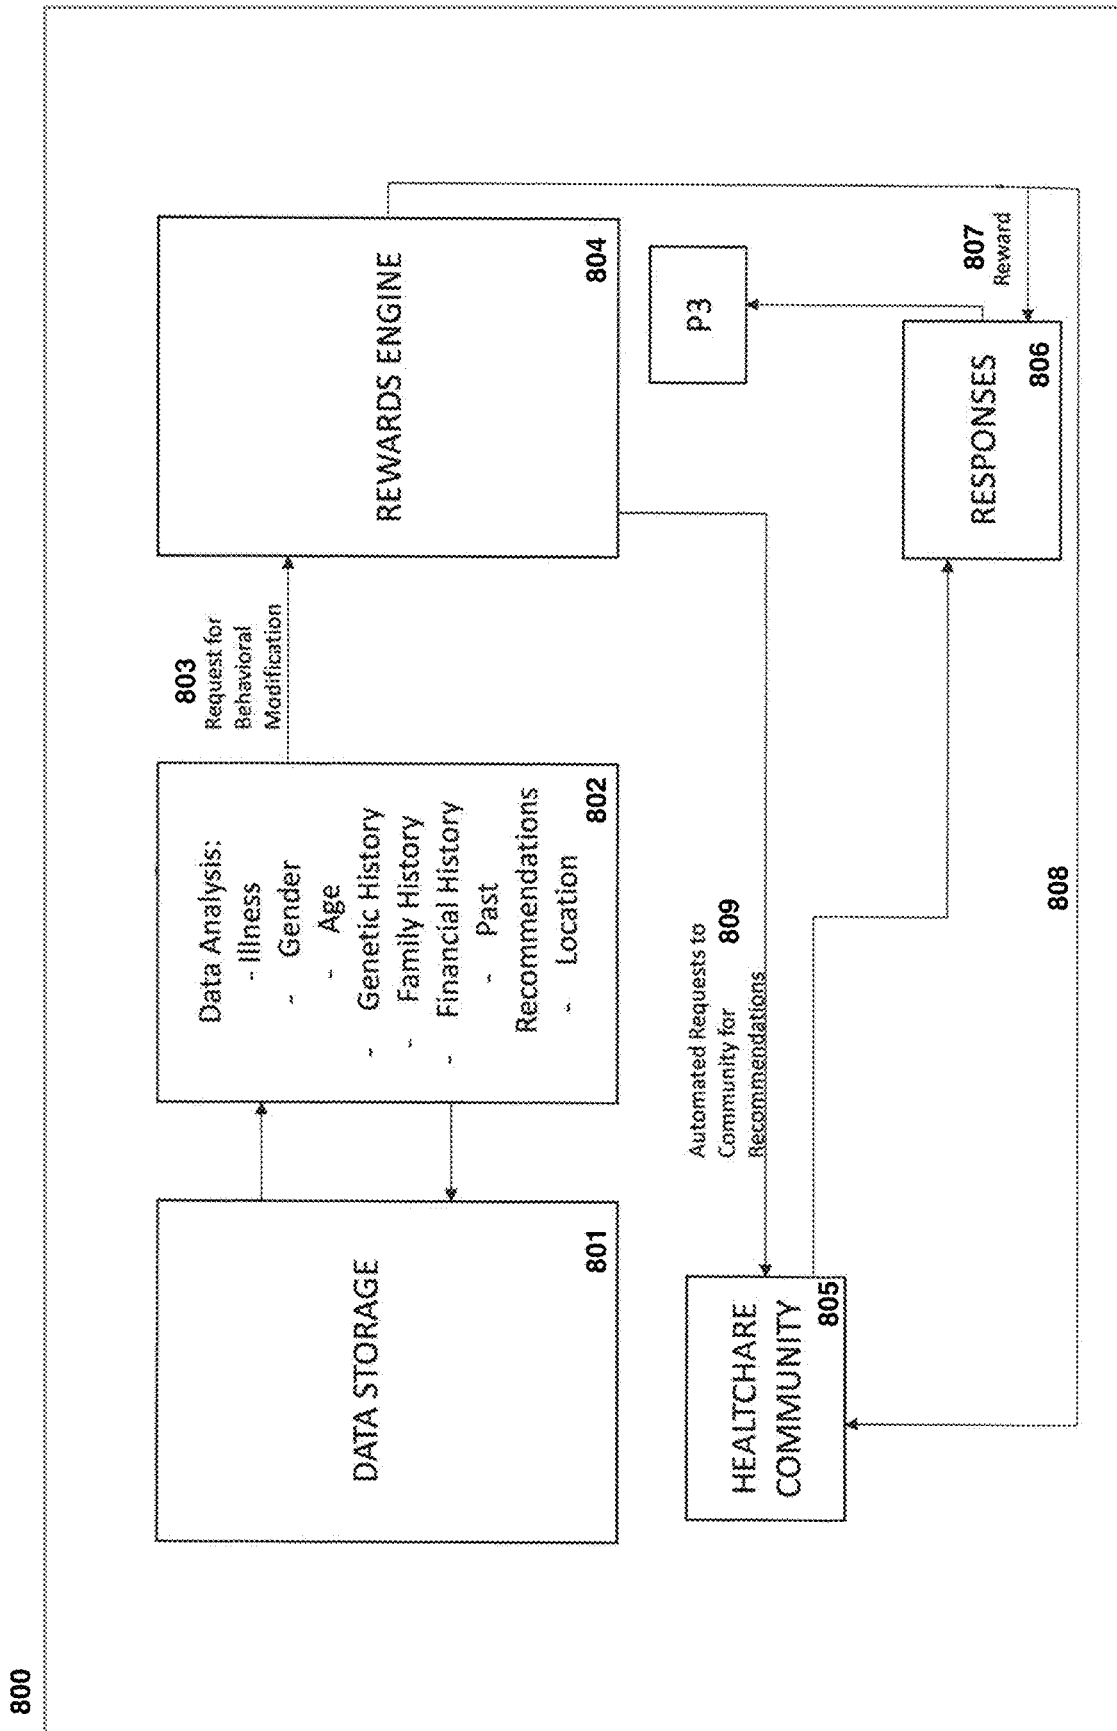 800
DATA STORAGE
801
Data Analysis:
- Illness
- Gender
- Age
- Genetic History
- Family History
- Financial History
- Past
Recommendations
- Location
802
803
Request for
Behavioral
Modification
REWARDS ENGINE
804
HEALTCHARE
COMMUNITY
805
Automated Requests to
Community for
809
Recommendations
P3
RESPONSES
806
807
Reward
808